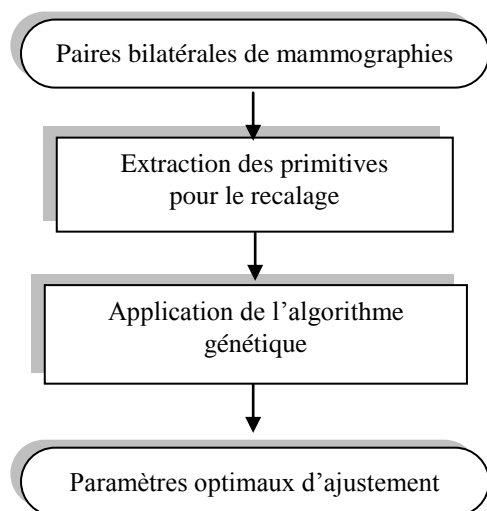 Paires bilatérales de mammographies
Extraction des primitives
pour le recalage
Application de l’algorithme
génétique
Paramètres optimaux d’ajustement